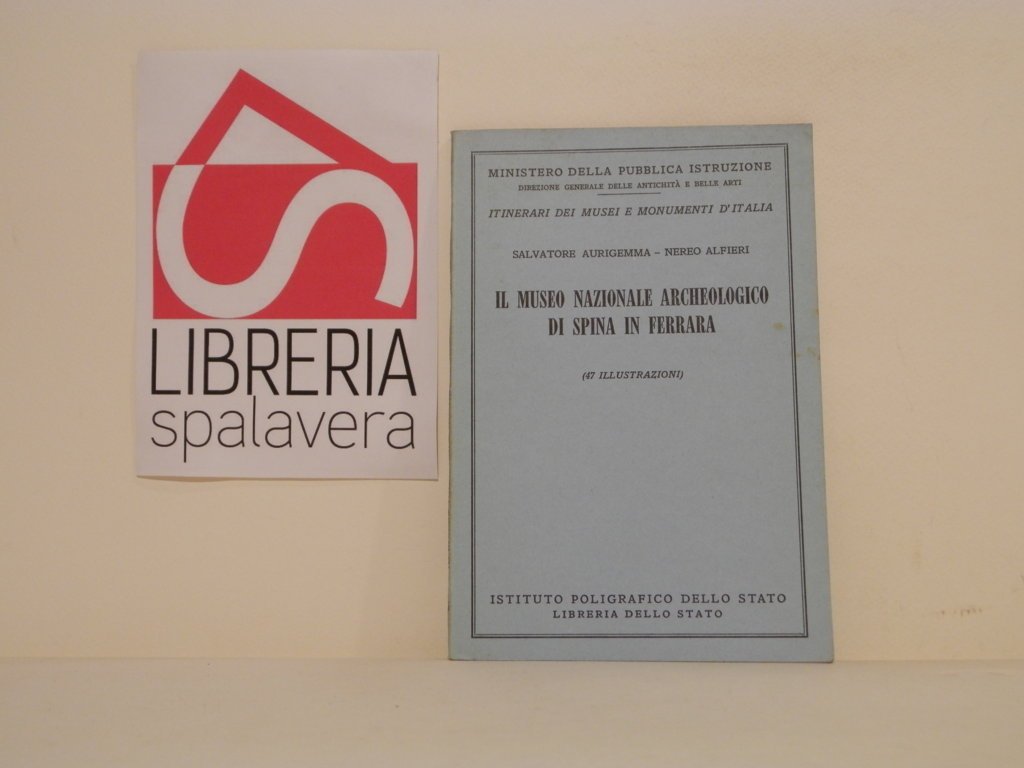 LIBRERIA
spalavera
MINISTERO DELLA PUBBLICA ISTRUZIONE
DIREZIONE GENERALE DELLE ANTICHITÀ E BELLE ARTI
ITINERARI DEI MUSEI E MONUMENTI D'ITALIA
SALVATORE AURIGEMMA – NEREO ALFIERI
IL MUSEO NAZIONALE ARCHEOLOGICO
DI SPINA IN FERRARA
(47 ILLUSTRAZIONI)
ISTITUTO POLIGRAFICO DELLO STATO
LIBRERIA DELLO STATO